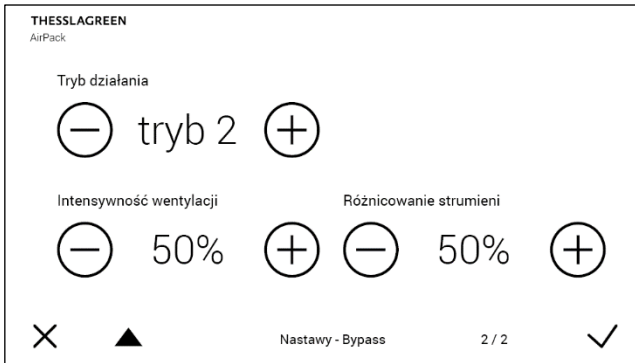 THESSLAGREEN
AirPack
Tryb działania
tryb 2
Intensywność wentylacji
Różnicowanie strumieni
50%
50%
Nastawy - Bypass
2 / 2